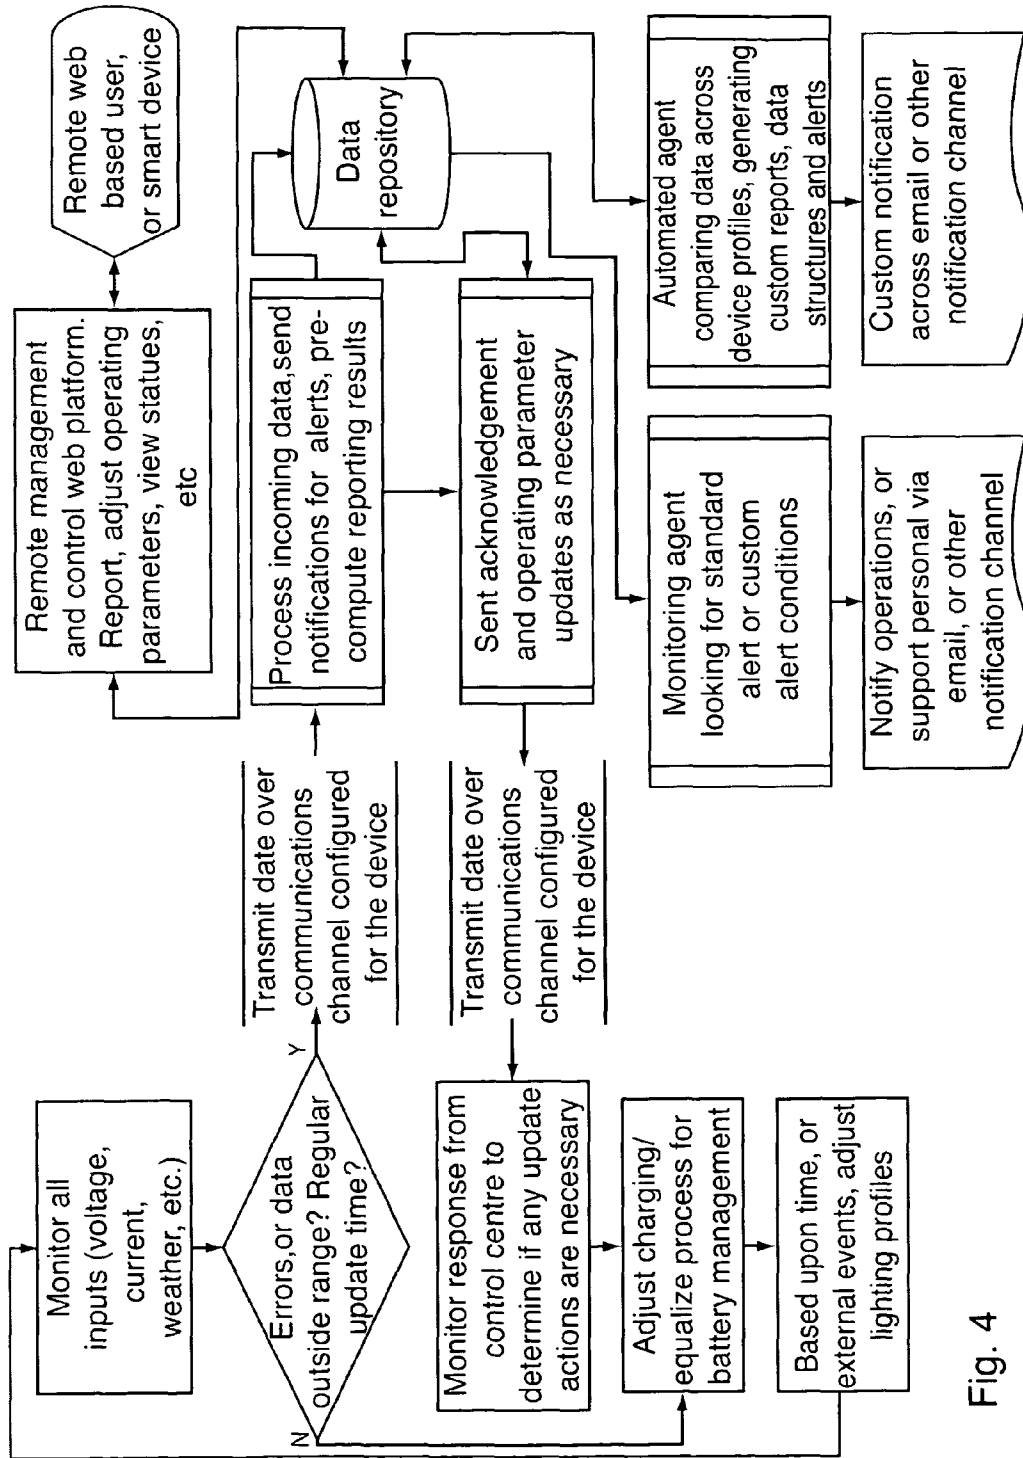 Monitor all
inputs (voltage,
current,
weather, etc.)
Errors,or data
outside range? Regular
update time?
Y
N
Transmit date over
communications
channel configured
for the device
Remote management
and control web platform.
Report, adjust operating
parameters, view statues,
etc
Remote web
based user,
or smart device
Process incoming data,send
notifications for alerts, pre-
compute reporting results
Data
repository
Sent acknowledgement
and operating parameter
updates as necessary
Transmit date over
communications
channel configured
for the device
Monitor response from
control centre to
determine if any update
actions are necessary
Adjust charging/
equalize process for
battery management
Based upon time, or
external events, adjust
lighting profiles
Monitoring agent
looking for standard
alert or custom
alert conditions
Automated agent
comparing data across
device profiles, generating
custom reports, data
structures and alerts
Notify operations, or
support personal via
email, or other
notification channel
Custom notification
across email or other
notification channel
Fig. 4